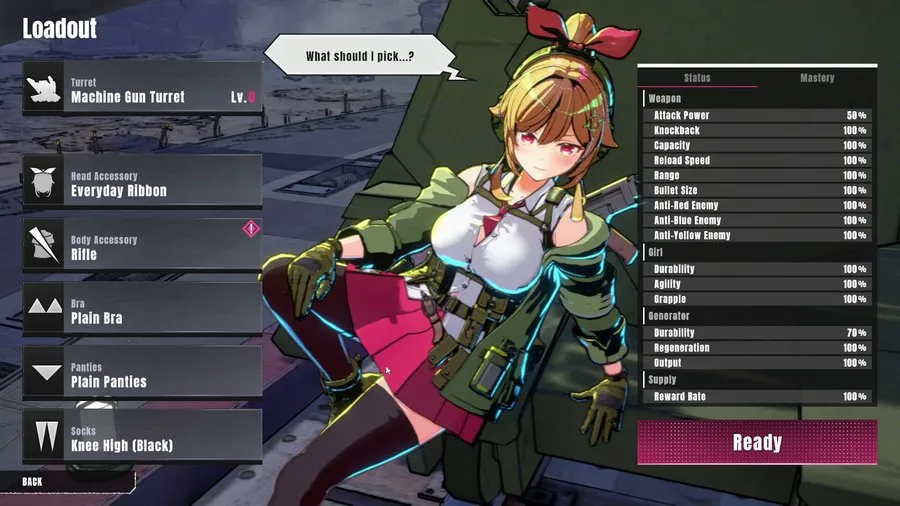 Loadout
What should I pick...?
Turret
Machine Gun Turret Lv.0
Head Accessory
Everyday Ribbon
Body Accessory
Rifle
Bra
Plain Bra
Panties
Plain Panties
Socks
Knee High (Black)
BACK
Status Mastery
Weapon
Attack Power 50%
Knockback 100%
Capacity 100%
Reload Speed 100%
Range 100%
Bullet Size 100%
Anti-Red Enemy 100%
Anti-Blue Enemy 100%
Anti-Yellow Enemy 100%
Girl
Durability 100%
Agility 100%
Grapple 100%
Generator
Durability 70%
Regeneration 100%
Output 100%
Supply
Reward Rate 100%
Ready